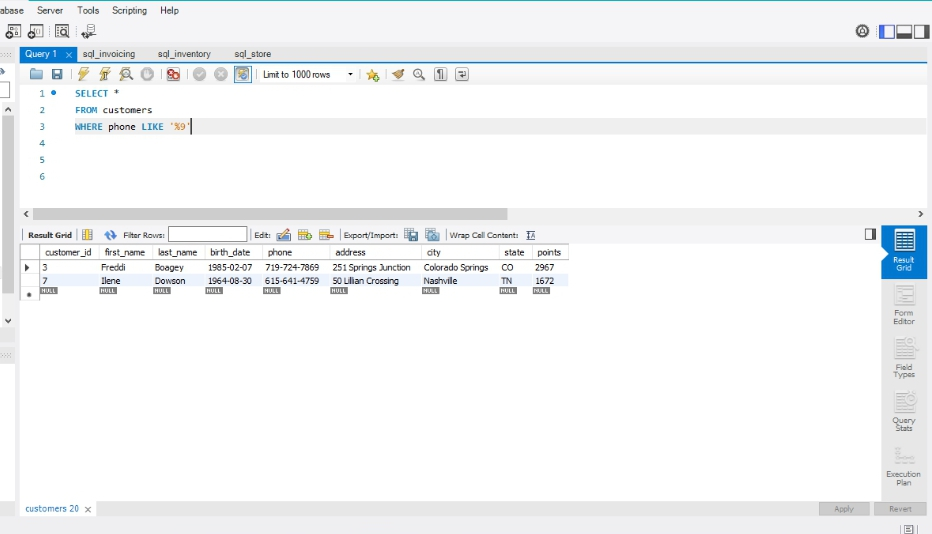 abase Server Tools Scripting Help
Query 1 × sql_invoicing sql_inventory sql_store
Limit to 1000 rows
1 SELECT *
2 FROM customers
3 WHERE phone LIKE '%9'
4
5
6
Result Grid Filter Rows: Edit: Export/Import: Wrap Cell Content: IA
customer_id first_name last_name birth_date phone address city state points
3 Freddi Boagey 1985-02-07 719-724-7869 251 Springs Junction Colorado Springs CO 2967
7 Ilene Dowson 1964-08-30 615-641-4759 50 Lillian Crossing Nashville TN 1672
NULL NULL NULL NULL NULL NULL NULL NULL NULL
Result
Grid
Form
Editor
Field
Types
Query
Stats
Execution
Plan
customers 20 × Apply Revert